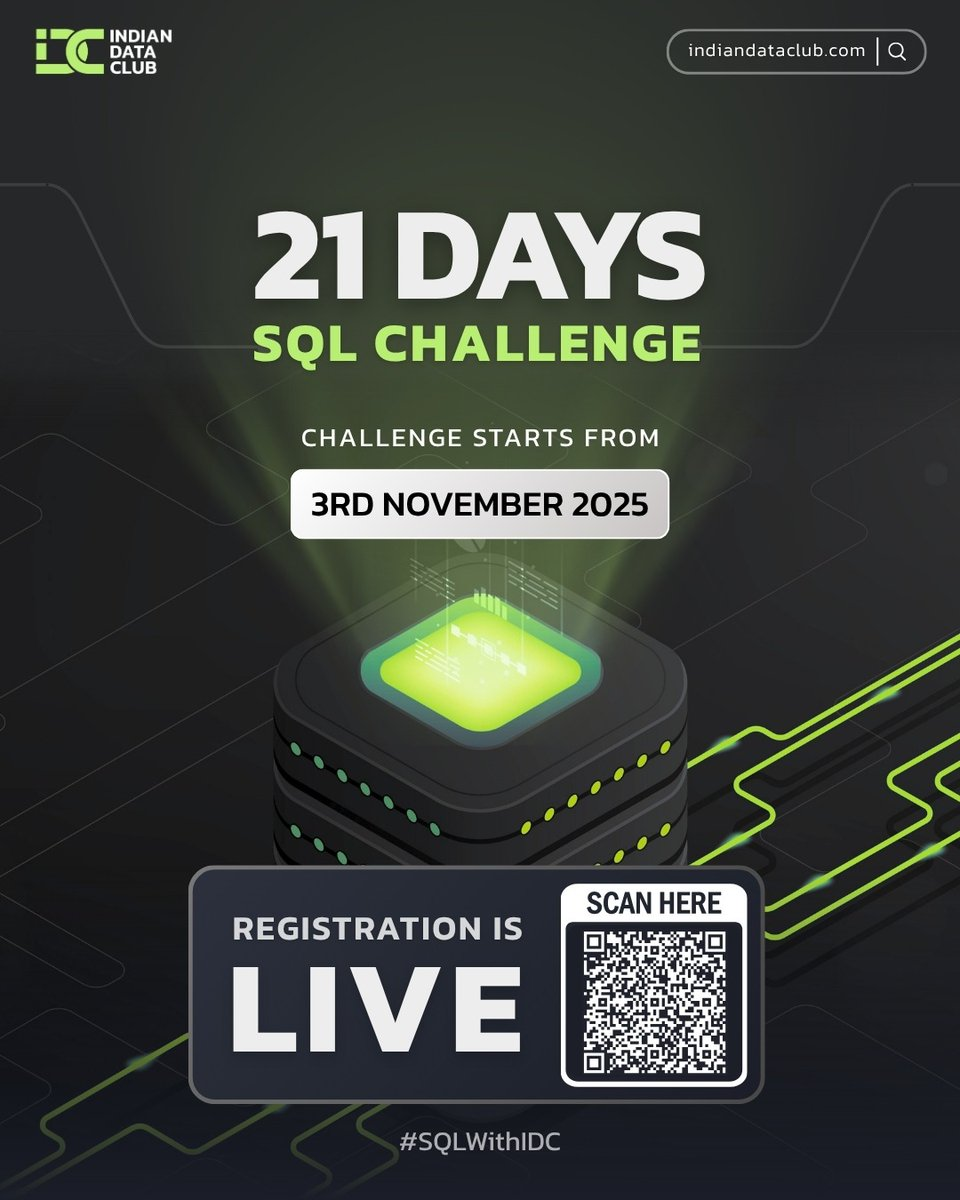 INDIAN
DATA
CLUB
indiandataclub.com
21 DAYS
SQL CHALLENGE
CHALLENGE STARTS FROM
3RD NOVEMBER 2025
REGISTRATION IS
LIVE
SCAN HERE
#SQLWithIDC